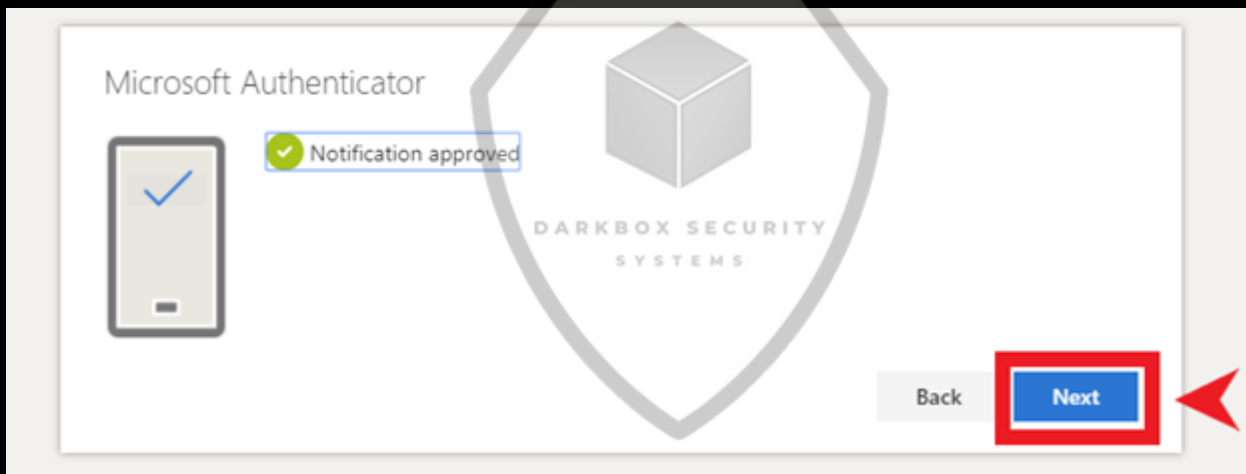 Microsoft Authenticator
Notification approved
DARKBOX SECURITY
SYSTEMS
Back
Next